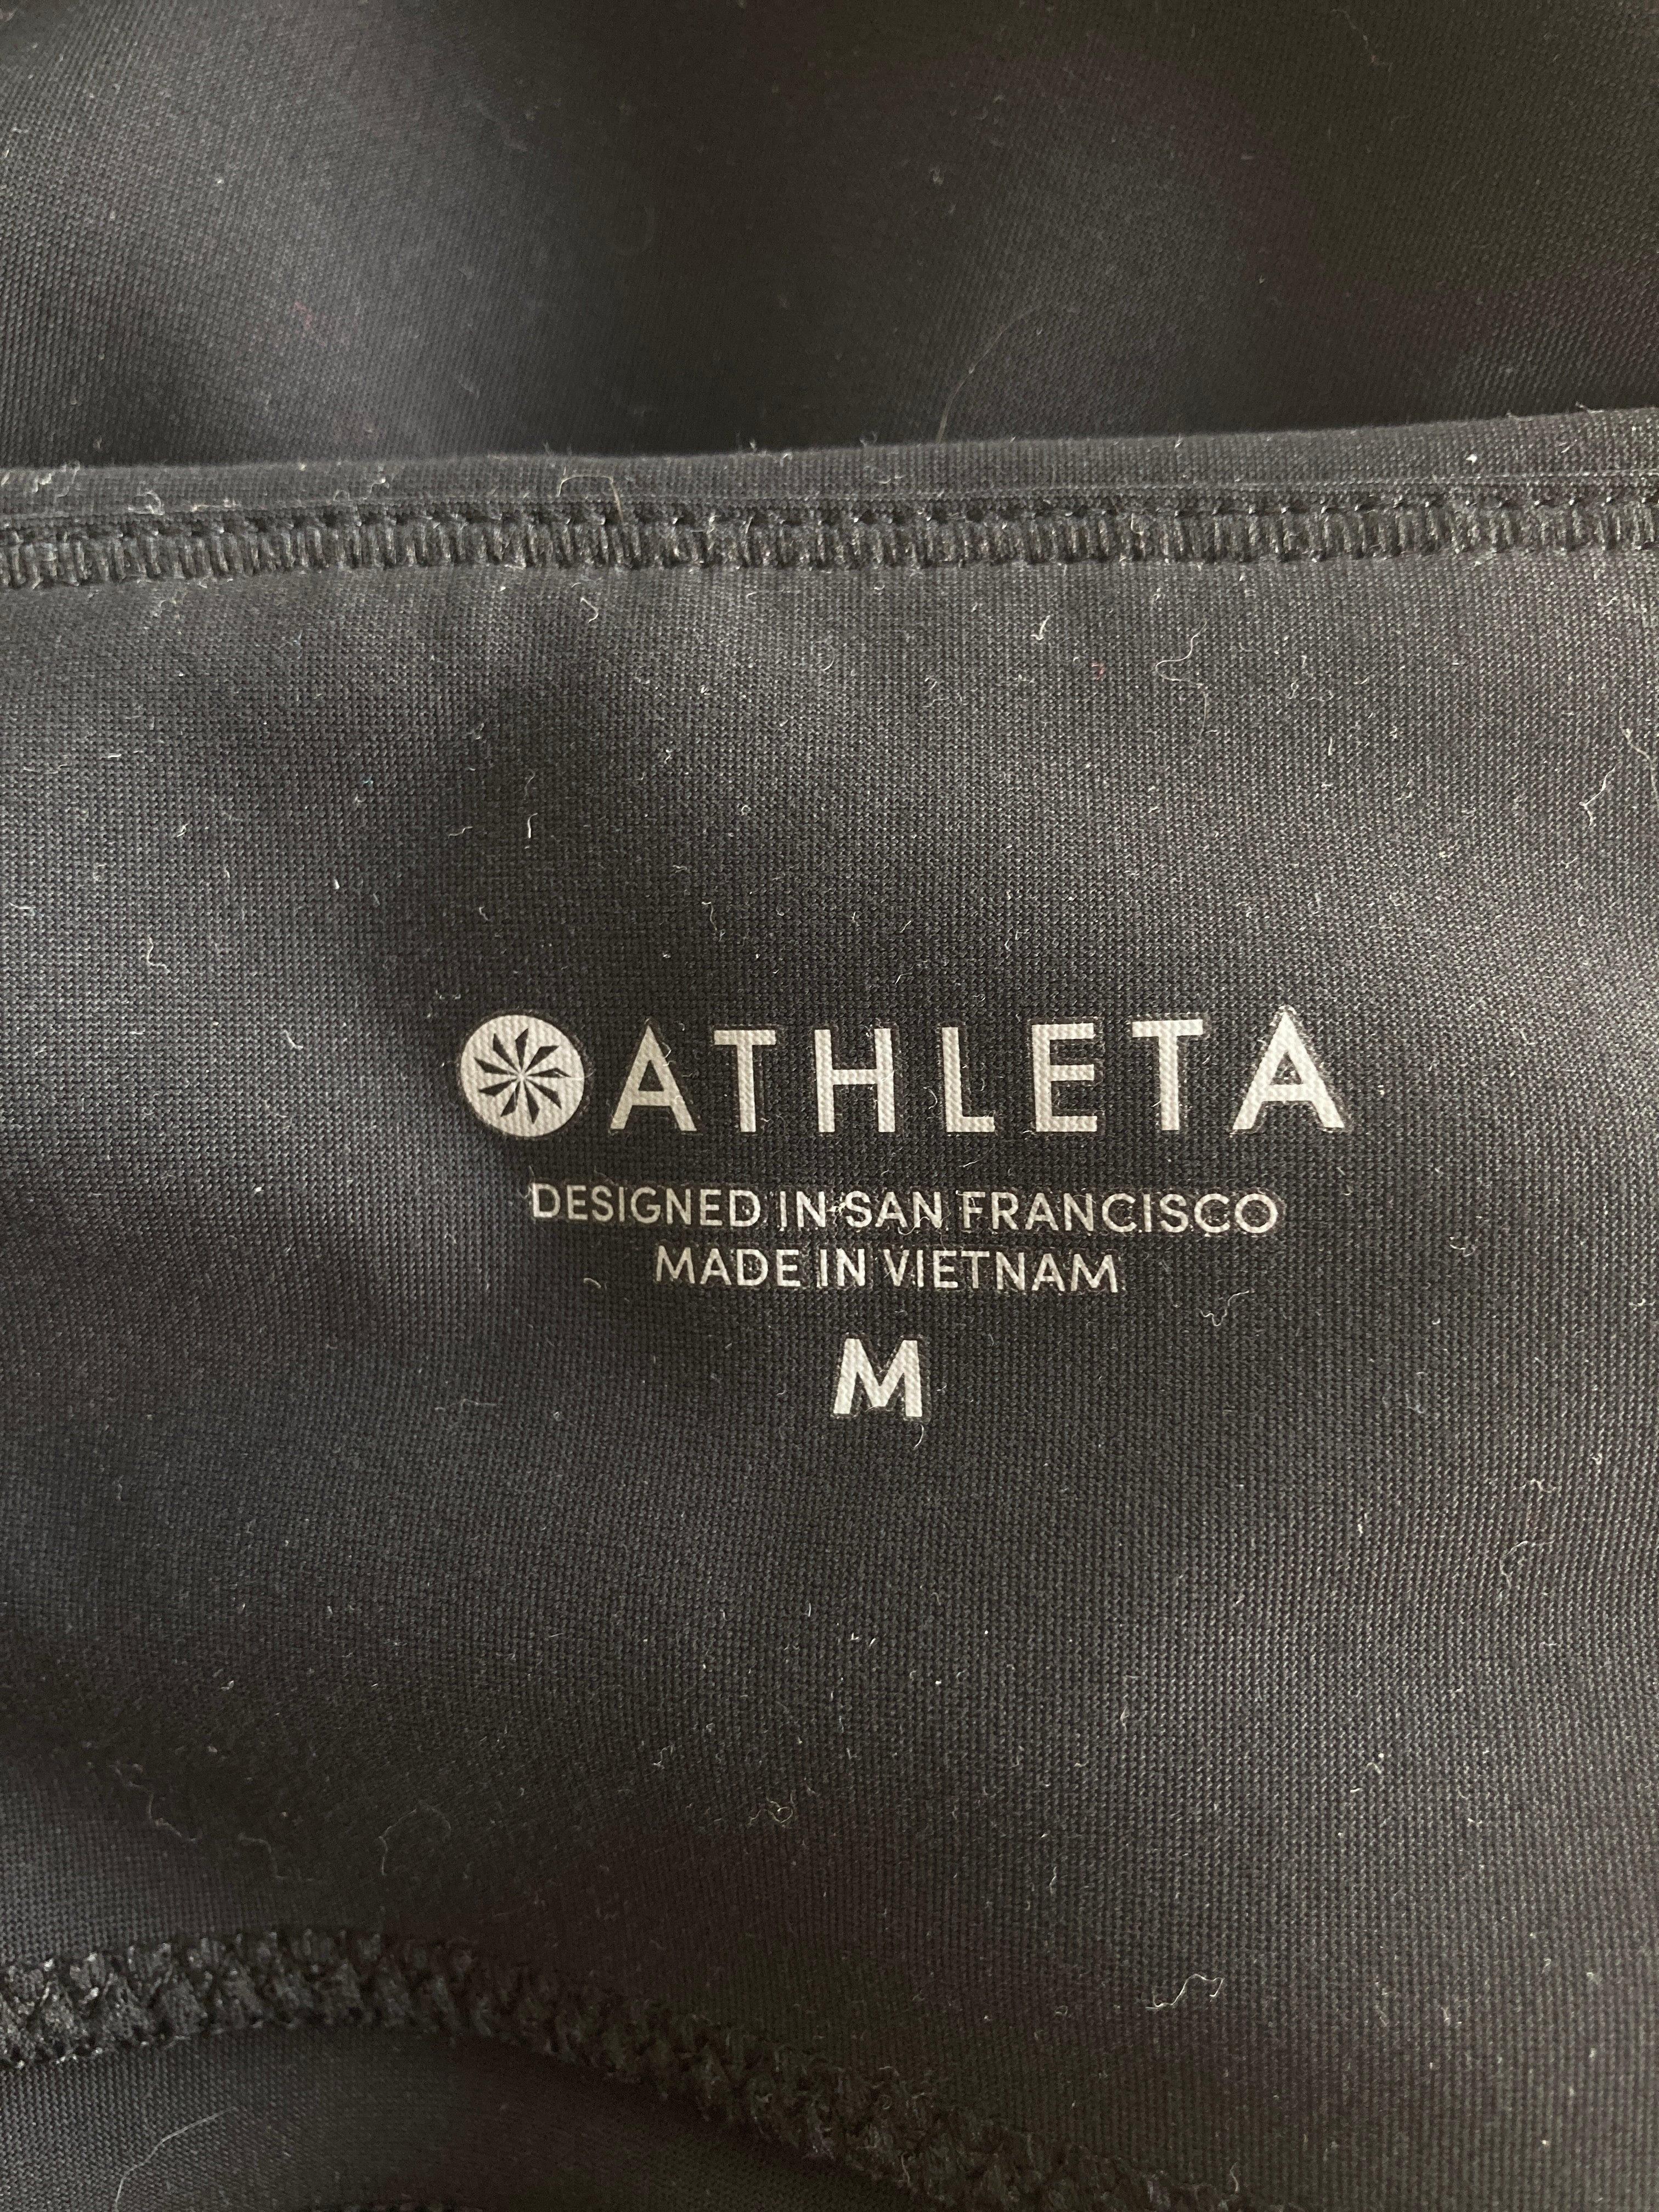 ATHLETA
DESIGNED IN SAN FRANCISCO
MADE IN VIETNAM
M